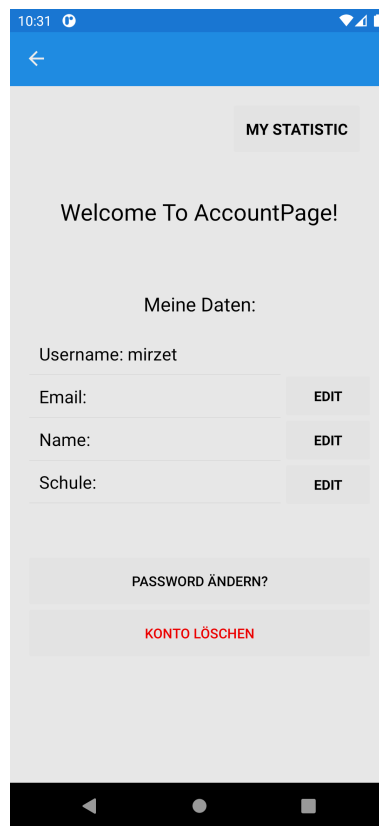 10:31
MY STATISTIC
Welcome To AccountPage!
Meine Daten:
Username: mirzet
Email:
EDIT
Name:
EDIT
Schule:
EDIT
PASSWORD ÄNDERN?
KONTO LÖSCHEN